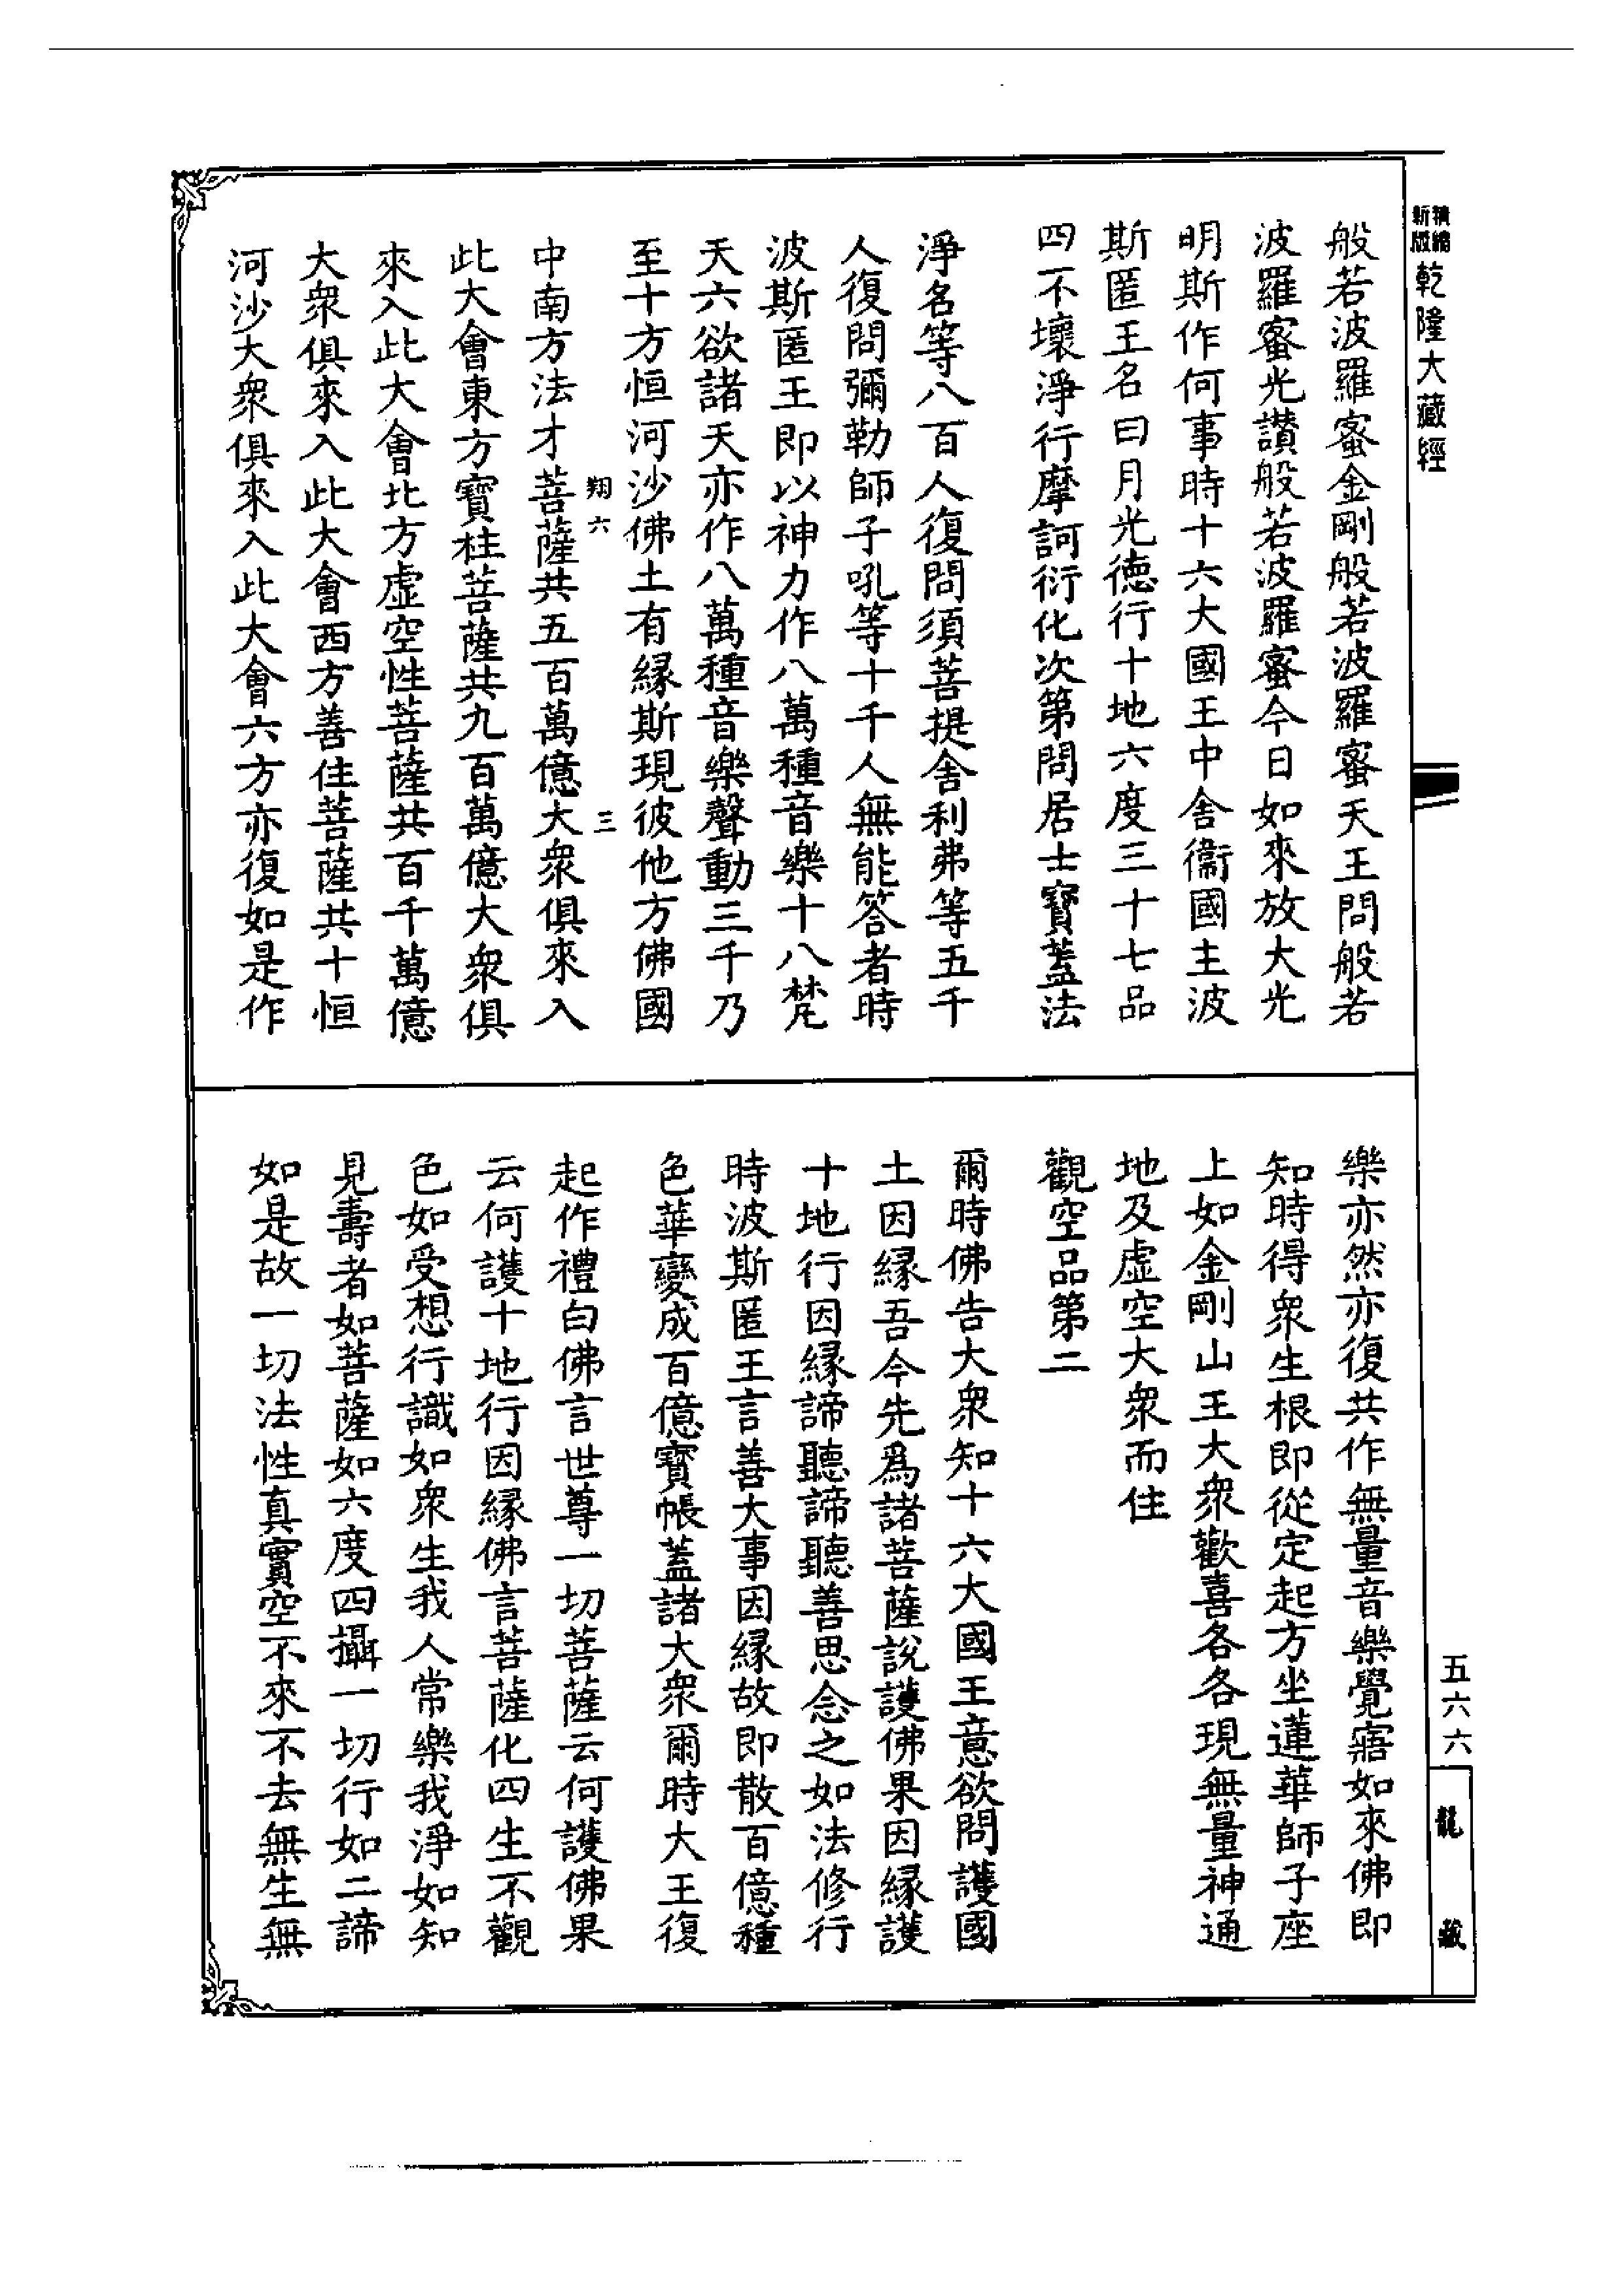 新版精縮乾隆大藏經
般若波羅蜜金剛般若波羅蜜天王問般若
波羅蜜光讃般若波羅蜜今日如來放大光
明斯作何事時十六大國王中舍衞國主波
斯匿王名曰月光德行十地六度三十七品
四不壞淨行摩訶衍化次第問居士寶蓋法
淨名等八百人復問須菩提舍利弗等五千
人復問彌勒師子吼等十千人無能答者時
波斯匿王即以神力作八萬種音樂十八梵
天六欲諸天亦作八萬種音樂聲動三千乃
至十方恒河沙佛土有緣斯現彼他方佛國
翔六 三
中南方法才菩薩共五百萬億大衆俱來入
此大會東方寶柱菩薩共九百萬億大衆俱
來入此大會北方虛空性菩薩共百千萬億
大衆俱來入此大會西方善住菩薩共十恒
河沙大衆俱來入此大會六方亦復如是作
樂亦然亦復共作無量音樂覺寤如來佛即
知時得衆生根即從定起方坐蓮華師子座
上如金剛山王大衆歡喜各各現無量神通
地及虛空大衆而住
觀空品第二
爾時佛告大衆知十六大國王意欲問護國
土因緣吾今先爲諸菩薩說護佛果因緣護
十地行因緣諦聽諦聽善思念之如法修行
時波斯匿王言善大事因緣故即散百億種
色華變成百億寶帳蓋諸大衆爾時大王復
起作禮白佛言世尊一切菩薩云何護佛果
云何護十地行因緣佛言菩薩化四生不觀
色如受想行識如衆生我人常樂我淨如知
見壽者如菩薩如六度四攝一切行如二諦
如是故一切法性真實空不來不去無生無
五六六
龍藏